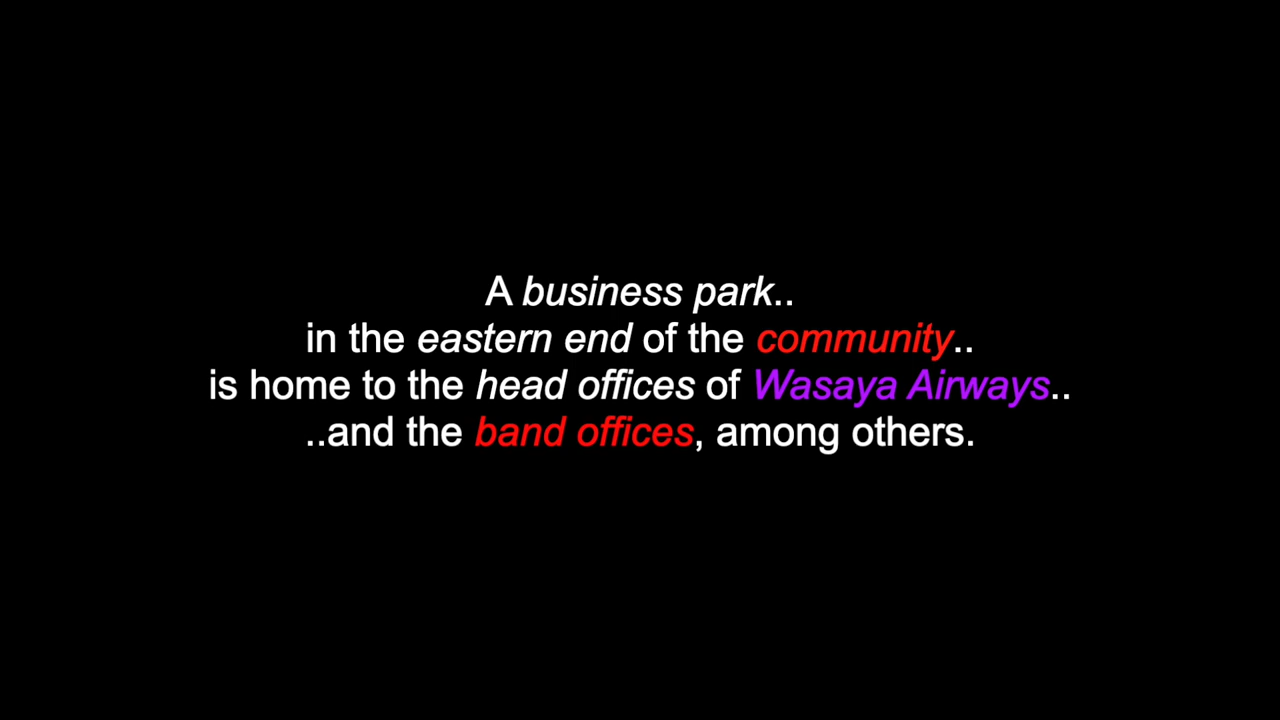 A business park..
in the eastern end of the community..
is home to the head offices of Wasaya Airways..
..and the band offices, among others.